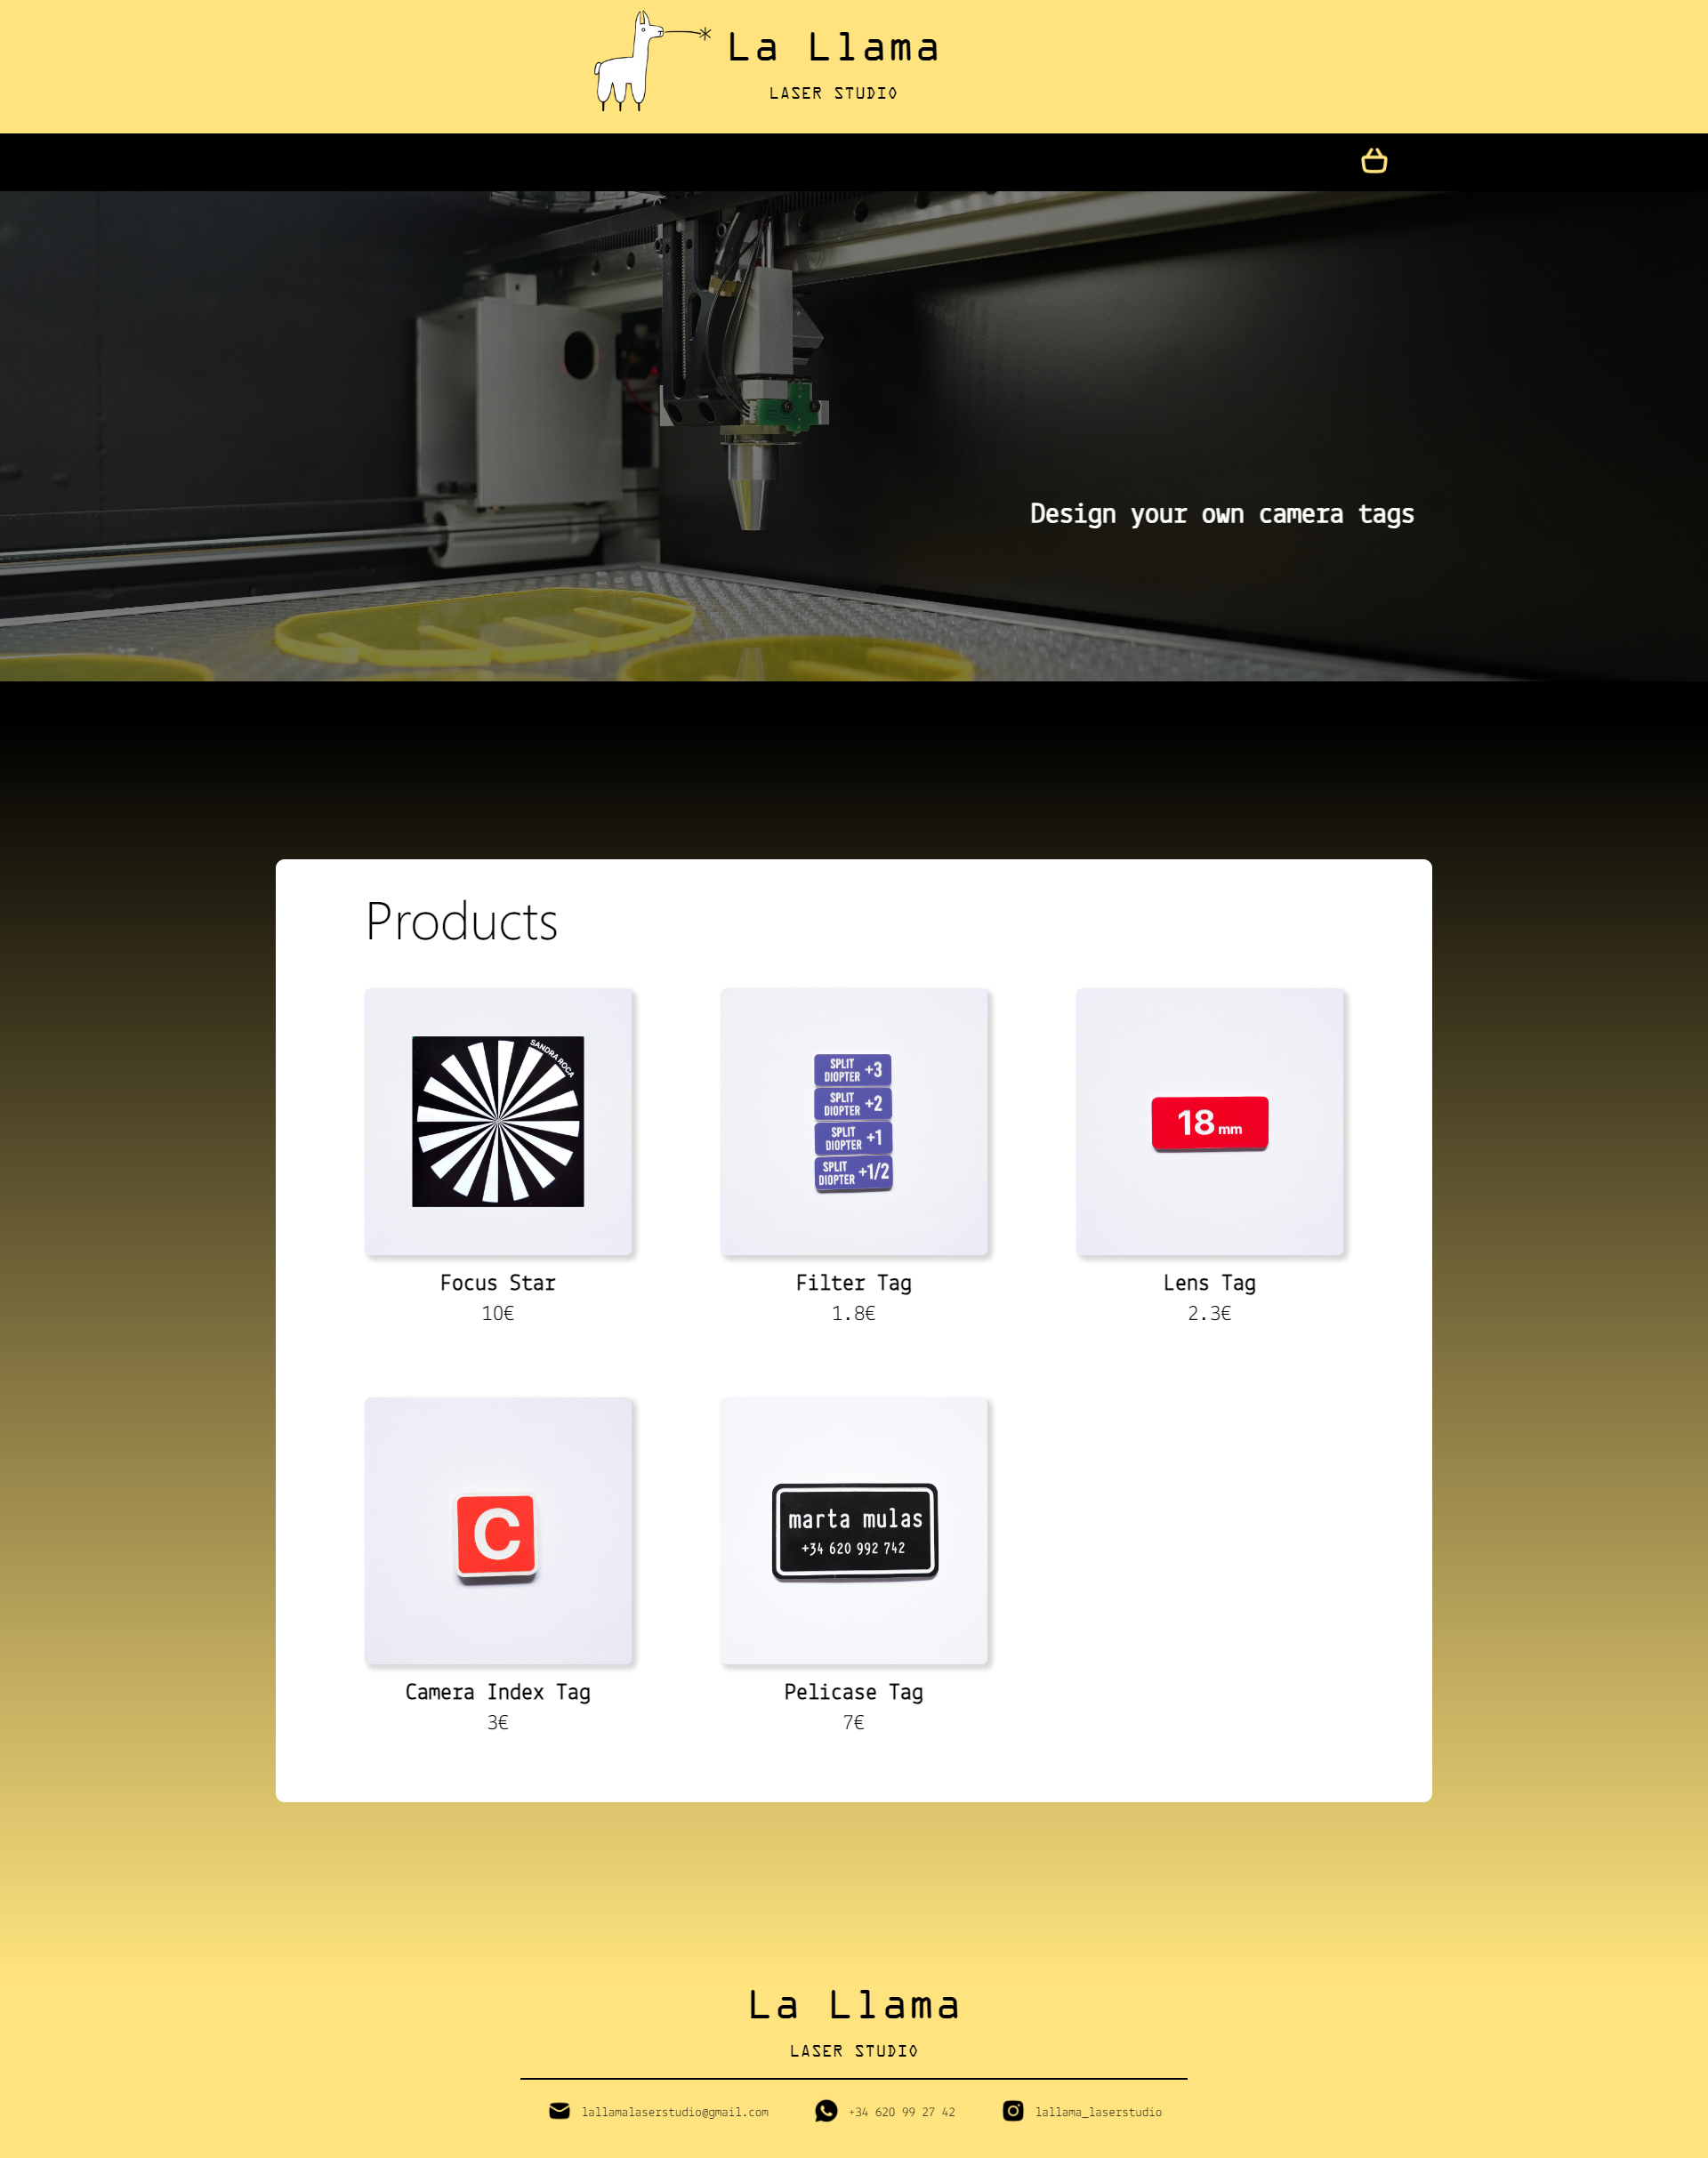 La Llama
LASER STUDIO
Design your own camera tags
Products
SANDRA ROCA
SPLIT DIOPTER +3
SPLIT DIOPTER +2
SPLIT DIOPTER +1
SPLIT DIOPTER +1/2
18 mm
Focus Star
10€
Filter Tag
1.8€
Lens Tag
2.3€
C
marta mulas
+34 620 992 742
Camera Index Tag
3€
Pelicase Tag
7€
La Llama
LASER STUDIO
lallamalaserstudio@gmail.com
+34 620 99 27 42
lallama_laserstudio